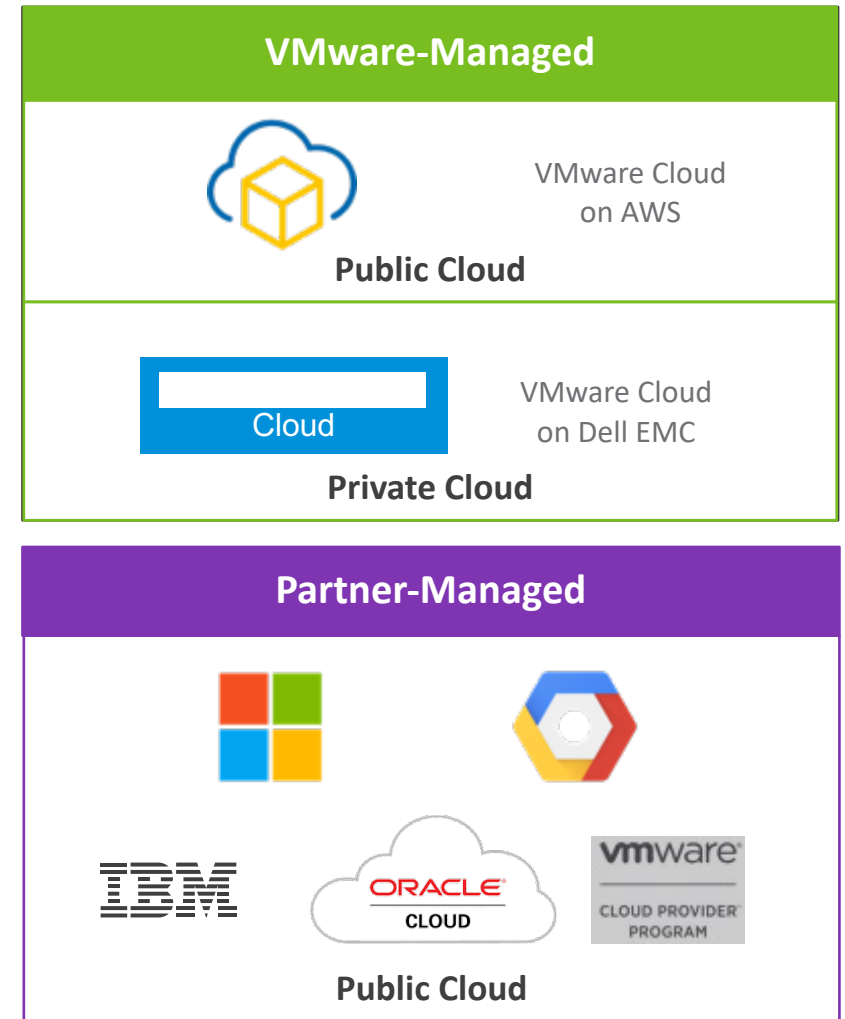 VMware-Managed
VMware Cloud
on AWS
Public Cloud
Cloud
VMware Cloud
on Dell EMC
Private Cloud
Partner-Managed
IBM
ORACLE
CLOUD
vmware®
CLOUD PROVIDER™
PROGRAM
Public Cloud